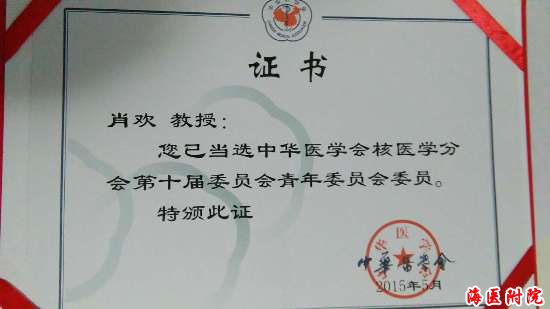 证书
肖欢 教授：
您已当选中华医学会核医学分
会第十届委员会青年委员会委员。
特颁此证
中华医学会
2015年5月
海医附院